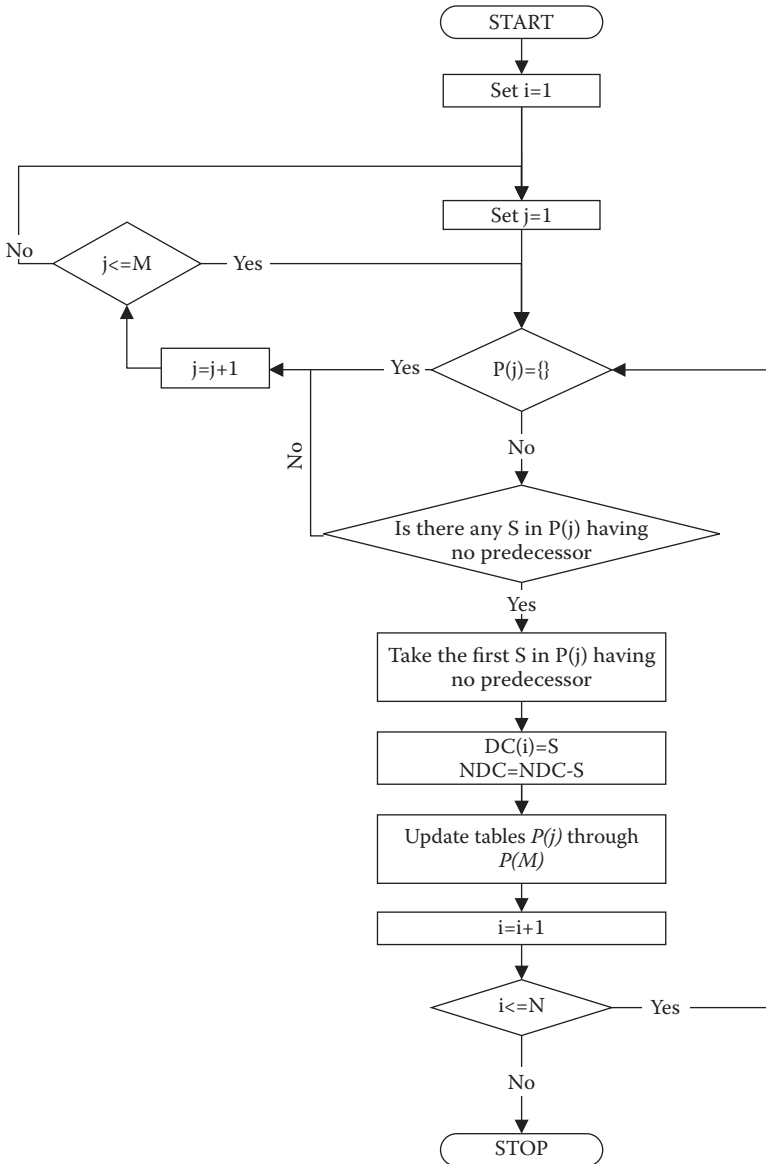 START
Set i=1
Set j=1
No
j<=M
Yes
j=j+1
Yes
P(j)={}
No
No
Is there any S in P(j) having
no predecessor
Yes
Take the first S in P(j) having
no predecessor
DC(i)=S
NDC=NDC-S
Update tables P(j) through
P(M)
i=i+1
i<=N
Yes
No
STOP